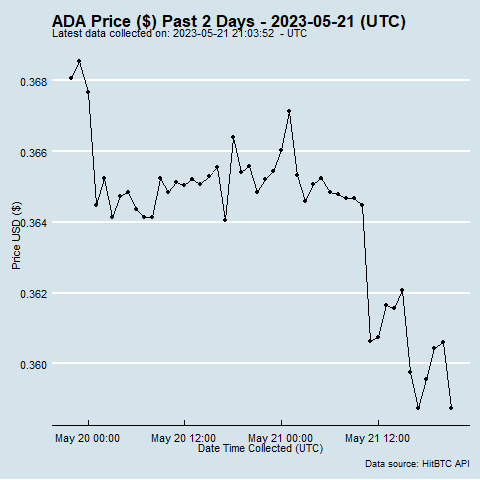 ADA Price ($) Past 2 Days - 2023-05-21 (UTC)
Latest data collected on: 2023-05-21 21:03:52 - UTC
0.368
0.366
0.364
0.362
0.360
Price USD ($)
May 20 00:00 May 20 12:00 May 21 00:00 May 21 12:00
Date Time Collected (UTC)
Data source: HitBTC API